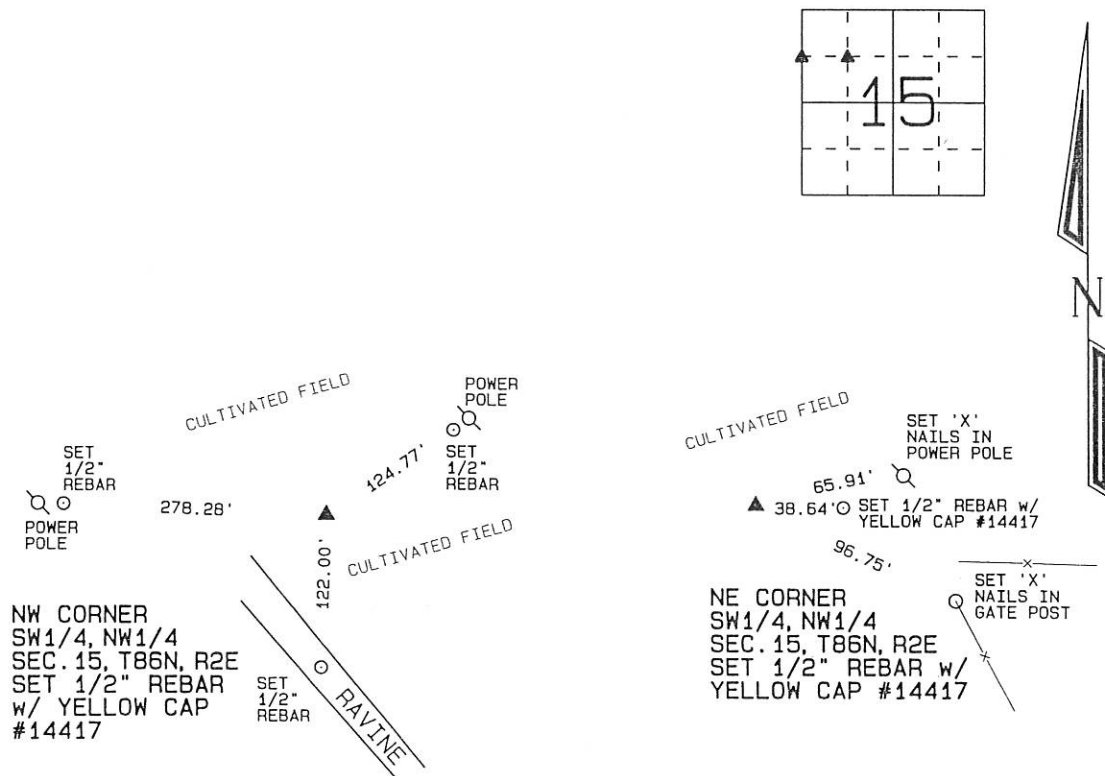 15
N
CULTIVATED FIELD
POWER
POLE
SET
1/2"
REBAR
SET
1/2"
REBAR
124.77'
278.28'
POWER
POLE
122.00'
CULTIVATED FIELD
NW CORNER
SW1/4, NW1/4
SEC. 15, T86N, R2E
SET 1/2" REBAR
w/ YELLOW CAP
#14417
SET
1/2"
REBAR
RAVINE
CULTIVATED FIELD
SET 'X'
NAILS IN
POWER POLE
65.91'
38.64'
SET 1/2" REBAR w/
YELLOW CAP #14417
96.75'
SET 'X'
NAILS IN
GATE POST
NE CORNER
SW1/4, NW1/4
SEC. 15, T86N, R2E
SET 1/2" REBAR w/
YELLOW CAP #14417